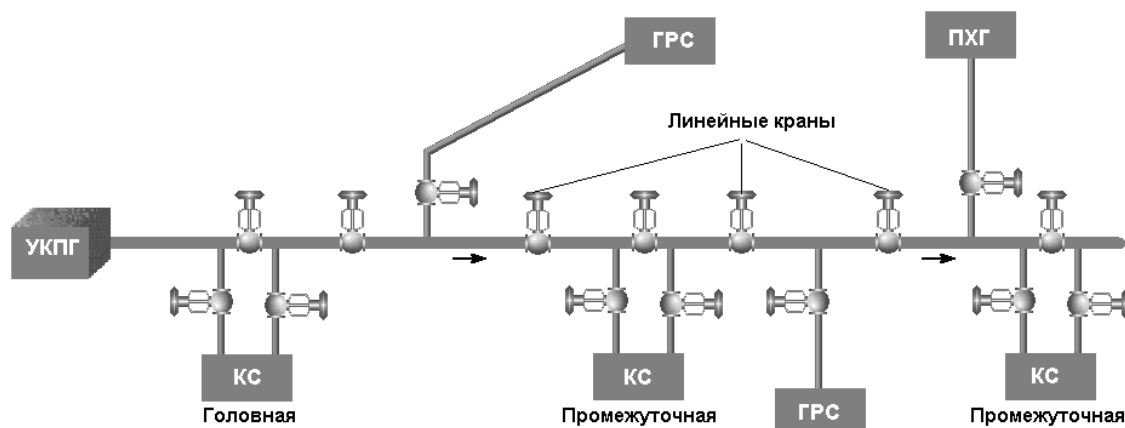 ГРС
ПХГ
Линейные краны
УКПГ
КС
Головная
КС
Промежуточная
ГРС
КС
Промежуточная